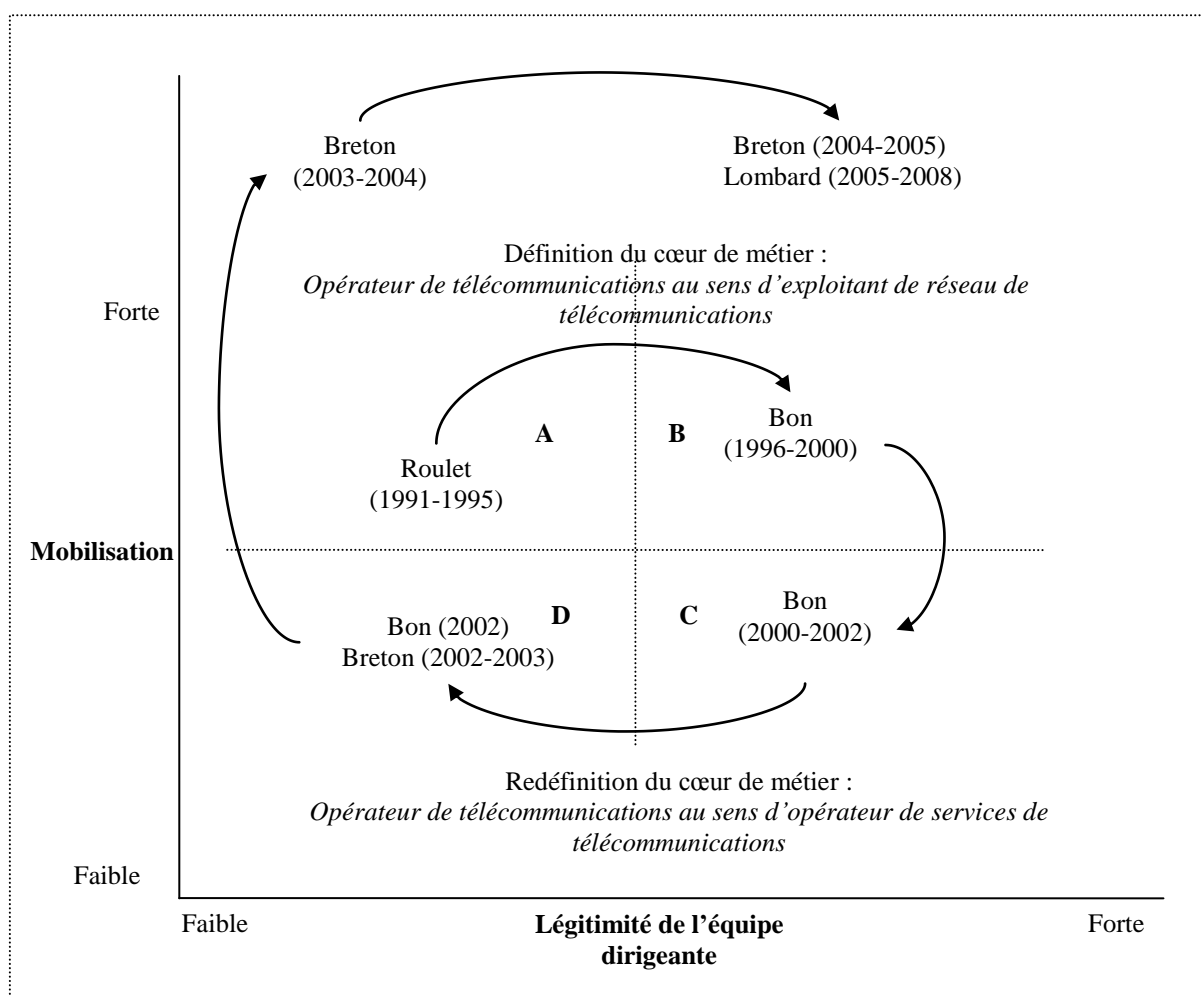 Breton
(2003-2004)
Breton (2004-2005)
Lombard (2005-2008)
Définition du cœur de métier :
Opérateur de télécommunications au sens d’exploitant de réseau de
télécommunications
Forte
A
B
Bon
(1996-2000)
Roulet
(1991-1995)
Mobilisation
D
C
Bon
(2000-2002)
Bon (2002)
Breton (2002-2003)
Redéfinition du cœur de métier :
Opérateur de télécommunications au sens d’opérateur de services de
télécommunications
Faible
Faible
Légitimité de l’équipe
dirigeante
Forte